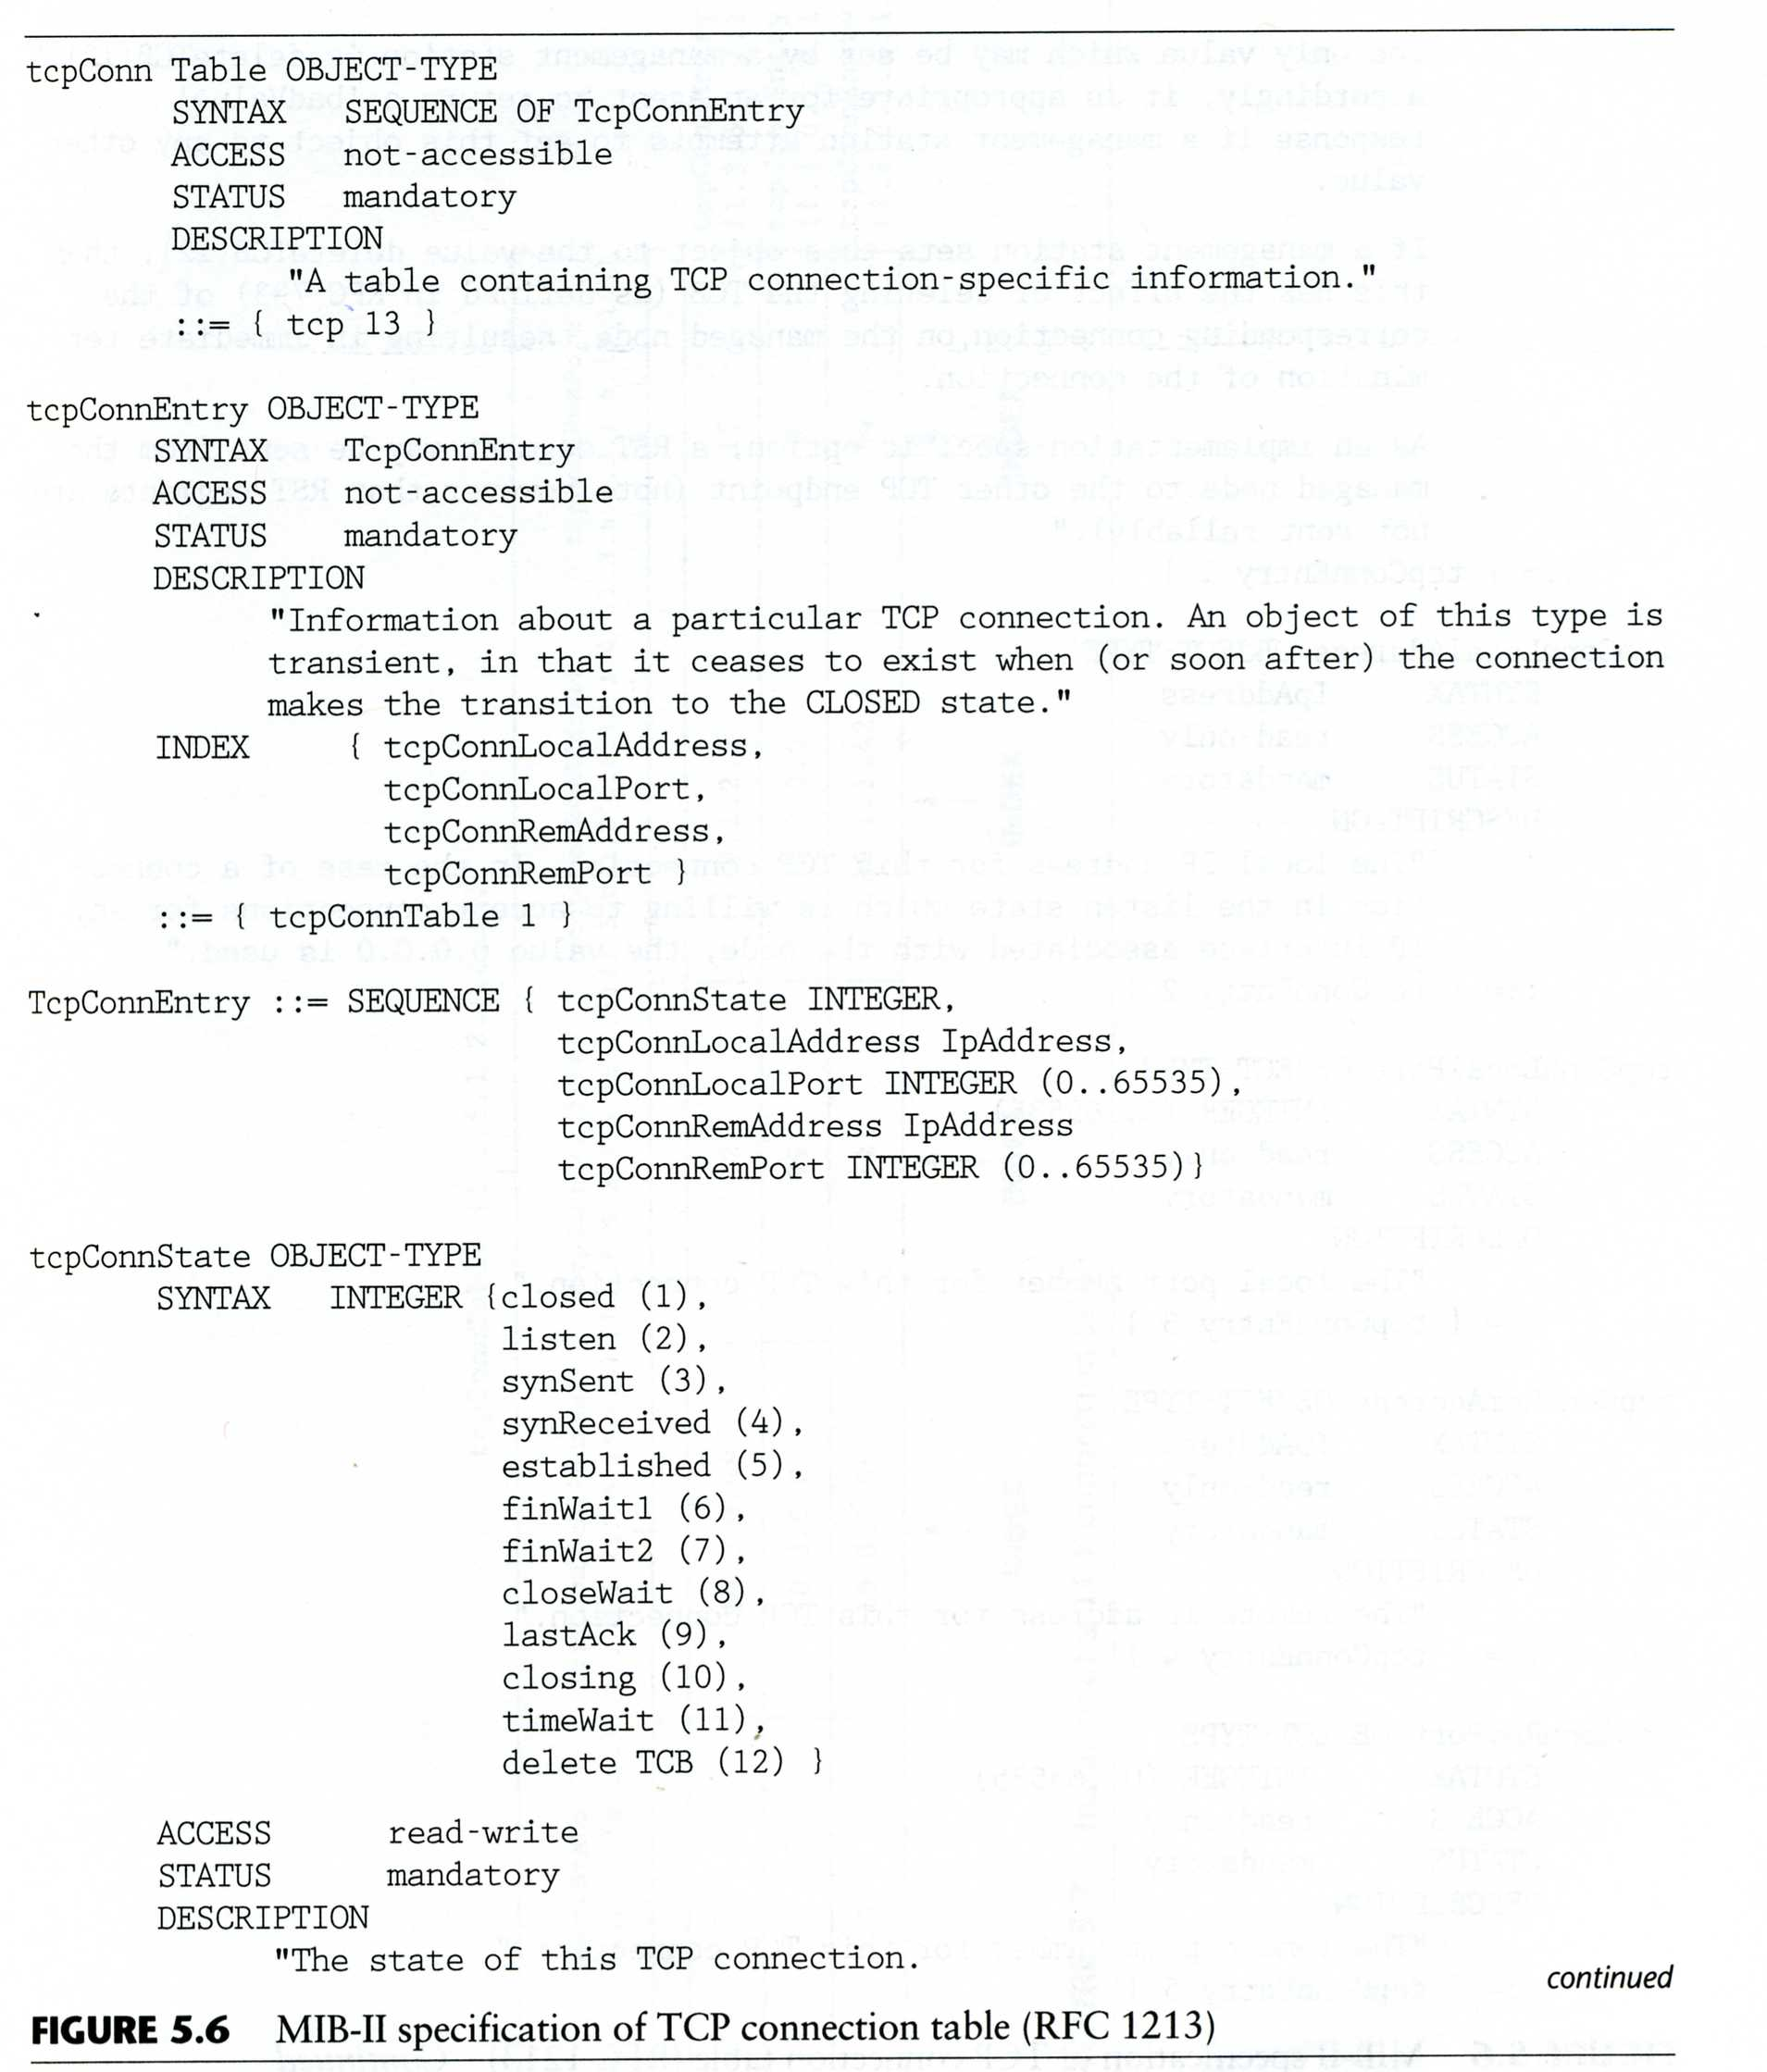 tcpConn Table OBJECT-TYPE
SYNTAX SEQUENCE OF TcpConnEntry
ACCESS not-accessible
STATUS mandatory
DESCRIPTION
"A table containing TCP connection-specific information."
::= { tcp 13 }
tcpConnEntry OBJECT-TYPE
SYNTAX TcpConnEntry
ACCESS not-accessible
STATUS mandatory
DESCRIPTION
"Information about a particular TCP connection. An object of this type is
transient, in that it ceases to exist when (or soon after) the connection
makes the transition to the CLOSED state."
INDEX { tcpConnLocalAddress,
tcpConnLocalPort,
tcpConnRemAddress,
tcpConnRemPort }
::= { tcpConnTable 1 }
TcpConnEntry ::= SEQUENCE { tcpConnState INTEGER,
tcpConnLocalAddress IpAddress,
tcpConnLocalPort INTEGER (0..65535),
tcpConnRemAddress IpAddress
tcpConnRemPort INTEGER (0..65535)}
tcpConnState OBJECT-TYPE
SYNTAX INTEGER {closed (1),
listen (2),
synSent (3),
synReceived (4),
established (5),
finWait1 (6),
finWait2 (7),
closeWait (8),
lastAck (9),
closing (10),
timeWait (11),
delete TCB (12) }
ACCESS read-write
STATUS mandatory
DESCRIPTION
"The state of this TCP connection.
continued
FIGURE 5.6 MIB-II specification of TCP connection table (RFC 1213)